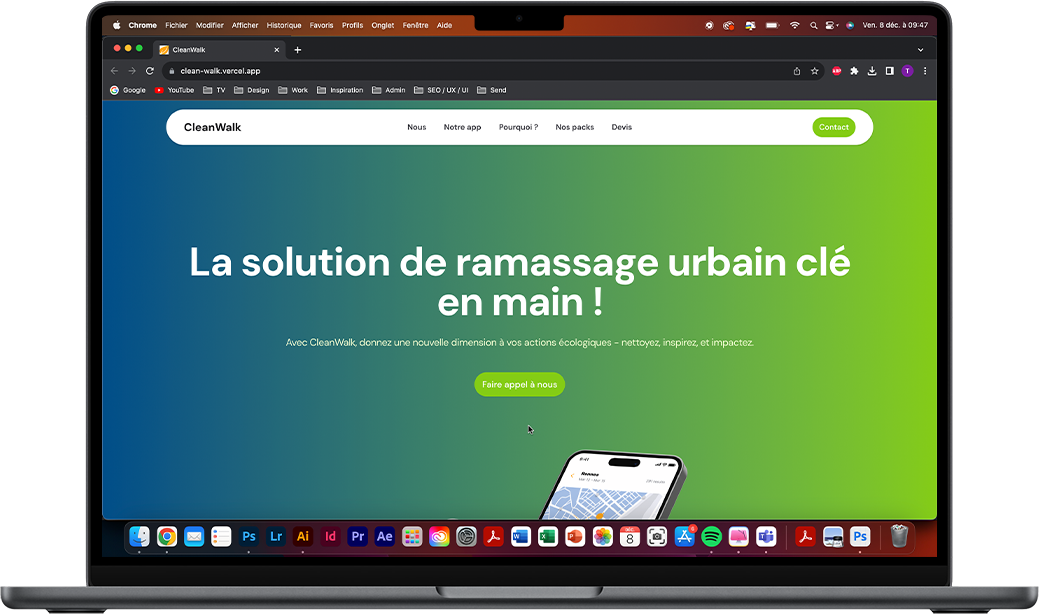 Chrome Fichier Modifier Afficher Historique Favoris Profils Onglet Fenêtre Aide Ven. 8 déc. à 09:47
CleanWalk
clean-walk.vercel.app ABP T
Google YouTube TV Design Work Inspiration Admin SEO / UX / UI Send
CleanWalk Nous Notre app Pourquoi ? Nos packs Devis Contact
La solution de ramassage urbain clé
en main !
Avec CleanWalk, donnez une nouvelle dimension à vos actions écologiques - nettoyez, inspirez, et impactez.
Faire appel à nous
9:41
Rennes
Ps Lr Ai Id Pr Ae W X P DÉC. 8 6 Ps